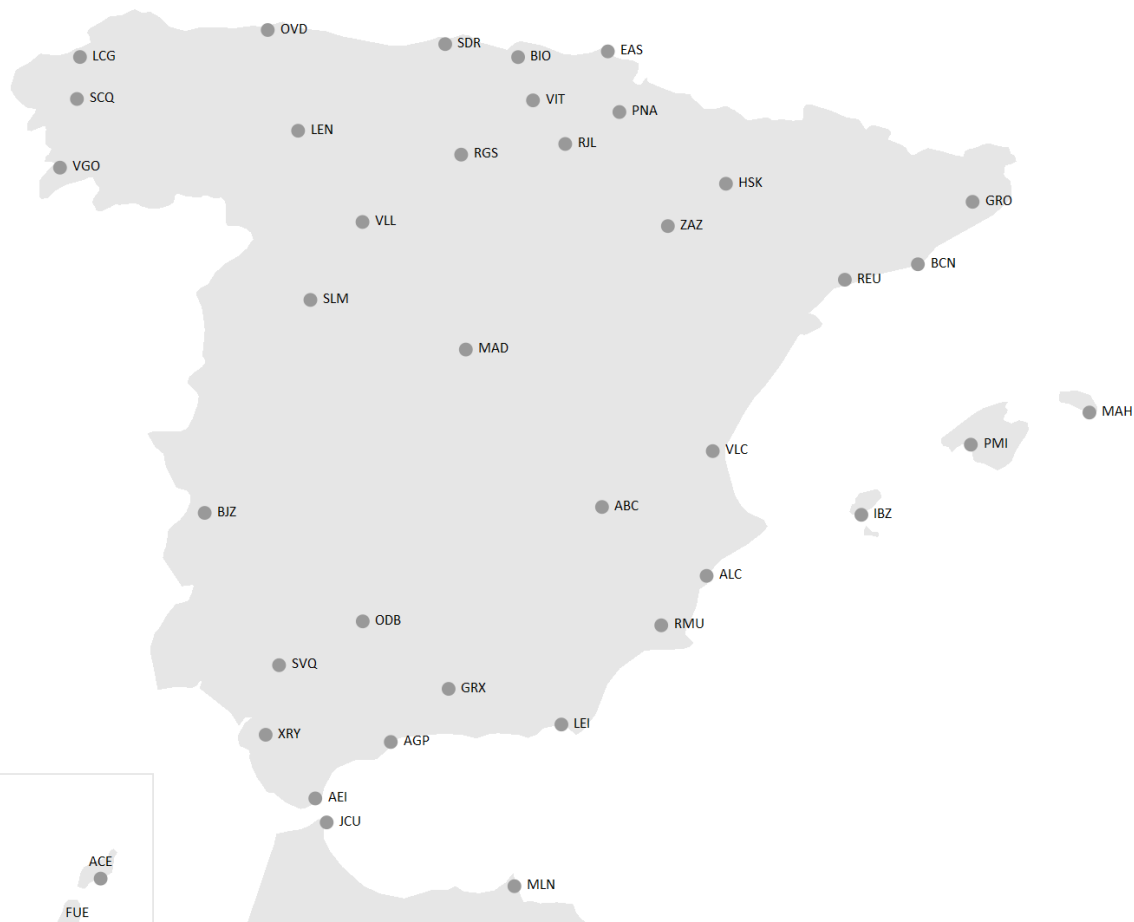 OVD
SDR
EAS
LCG
BIO
SCQ
VIT
PNA
LEN
RJL
RGS
VGO
HSK
GRO
VLL
ZAZ
BCN
REU
SLM
MAD
MAH
PMI
VLC
ABC
BJZ
IBZ
ALC
ODB
RMU
SVQ
GRX
LEI
XRY
AGP
AEI
JCU
ACE
MLN
FUE